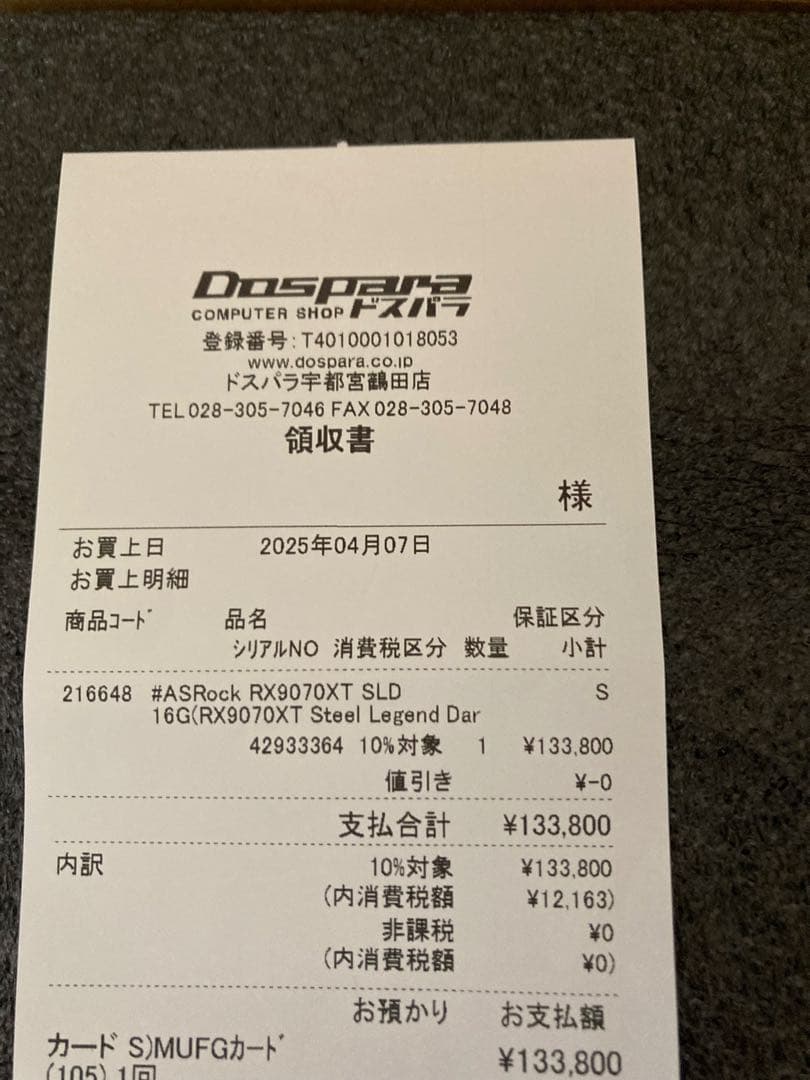 Dospara
COMPUTER SHOP ドスパラ
登録番号:T4010001018053
www.dospara.co.jp
ドスパラ宇都宮鶴田店
TEL028-305-7046 FAX028-305-7048
領収書
様
お買上日 2025年04月07日
お買上明細
商品コード 品名 保証区分
シリアルNO 消費税区分 数量 小計
216648 #ASRock RX9070XT SLD S
16G(RX9070XT Steel Legend Dar
42933364 10%対象 1 ¥133,800
値引き ¥-0
支払合計 ¥133,800
内訳 10%対象 ¥133,800
(内消費税額 ¥12,163)
非課税 ¥0
(内消費税額 ¥0)
お預かり お支払額
カード S)MUFGカード ¥133,800
(105) 1回